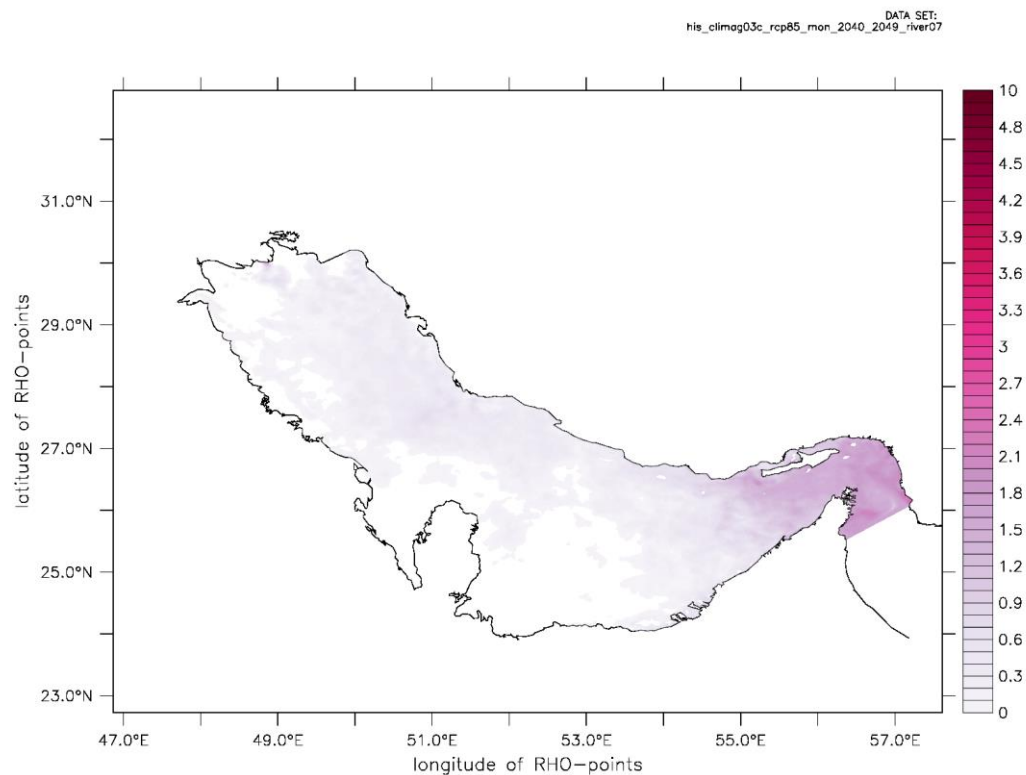 DATA SET:
his_climag03c_rcp85_mon_2040_2049_river07
10
4.8
4.5
4.2
3.9
3.6
3.3
3
2.7
2.4
2.1
1.8
1.5
1.2
0.9
0.6
0.3
0
31.0°N
29.0°N
27.0°N
25.0°N
23.0°N
latitude of RHO-points
47.0°E 49.0°E 51.0°E 53.0°E 55.0°E 57.0°E
longitude of RHO-points